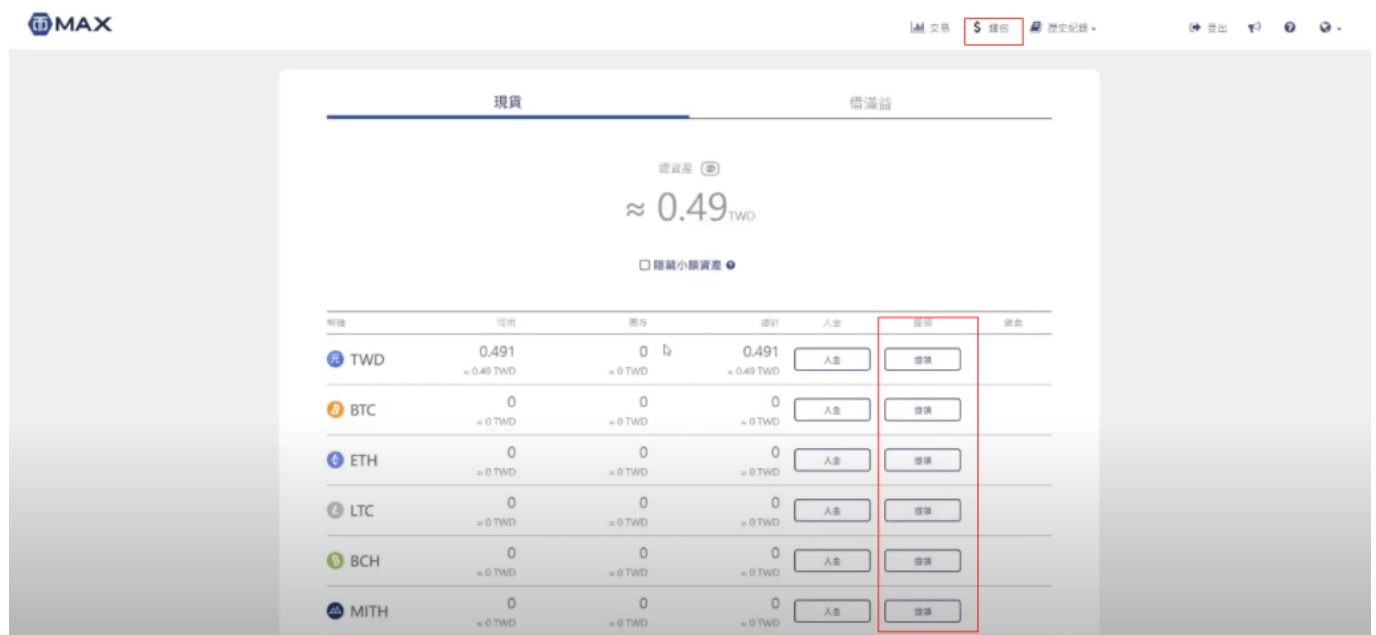 MAX 交易 $ 錢包 歷史紀錄 登出
現貨 借滿益
總資產
≈ 0.49 TWD
隱藏小額資產
幣種 可用 圈存 總計 入金 提領
TWD 0.491 0 0.491 入金 提領
≈ 0.49 TWD ≈ 0 TWD ≈ 0.49 TWD
BTC 0 0 0 入金 提領
≈ 0 TWD ≈ 0 TWD ≈ 0 TWD
ETH 0 0 0 入金 提領
≈ 0 TWD ≈ 0 TWD ≈ 0 TWD
LTC 0 0 0 入金 提領
≈ 0 TWD ≈ 0 TWD ≈ 0 TWD
BCH 0 0 0 入金 提領
≈ 0 TWD ≈ 0 TWD ≈ 0 TWD
MITH 0 0 0 入金 提領
≈ 0 TWD ≈ 0 TWD ≈ 0 TWD